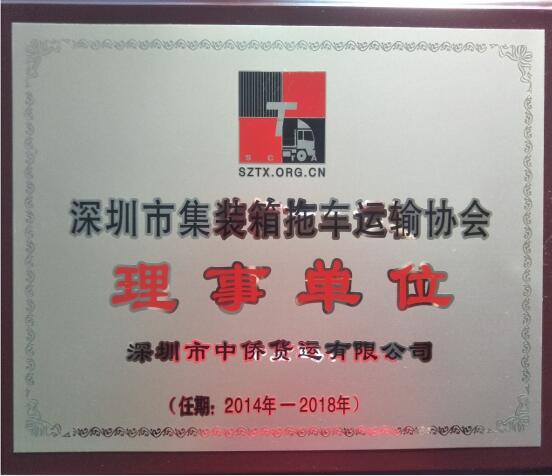 T
SCTA
SZTX.ORG.CN
深圳市集装箱拖车运输协会
理事单位
深圳市中侨货运有限公司
（任期：2014年－2018年）